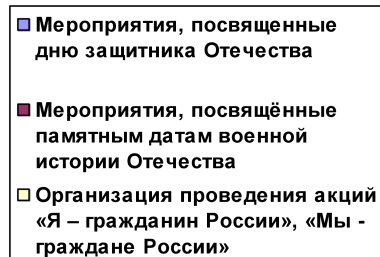 Мероприятия, посвященные
дню защитника Отечества
Мероприятия, посвящённые
памятным датам военной
истории Отечества
Организация проведения акций
«Я – гражданин России», «Мы -
граждане России»